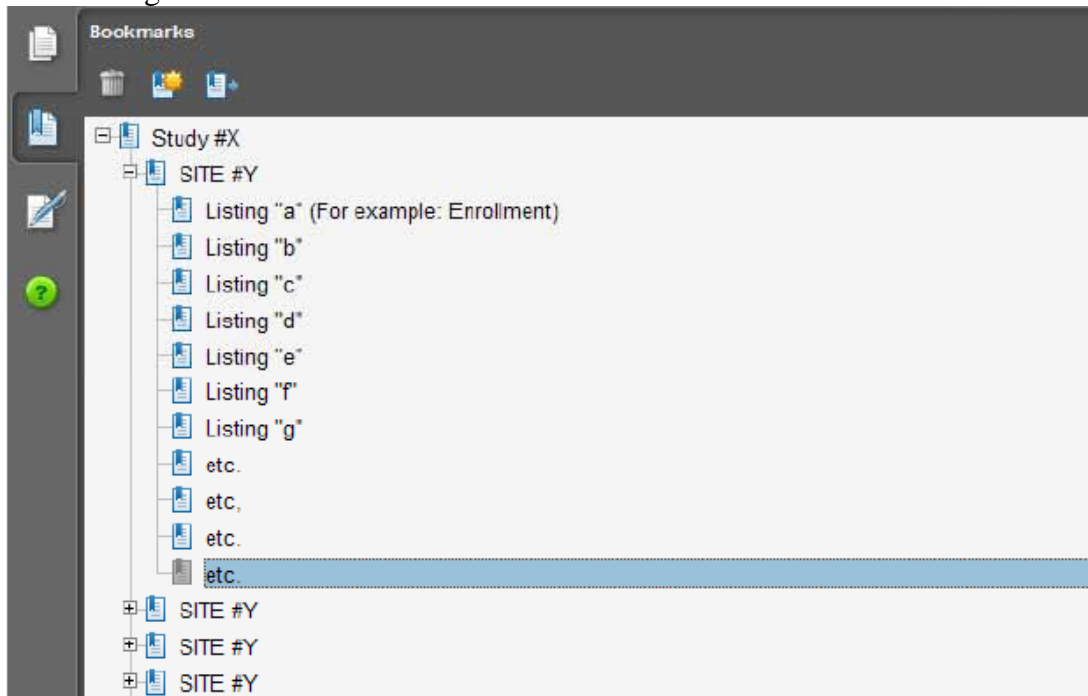 Bookmarks
Study #X
SITE #Y
Listing "a" (For example: Enrollment)
Listing "b"
Listing "c"
Listing "d"
Listing "e"
Listing "f"
Listing "g"
etc.
etc,
etc.
etc.
SITE #Y
SITE #Y
SITE #Y
?